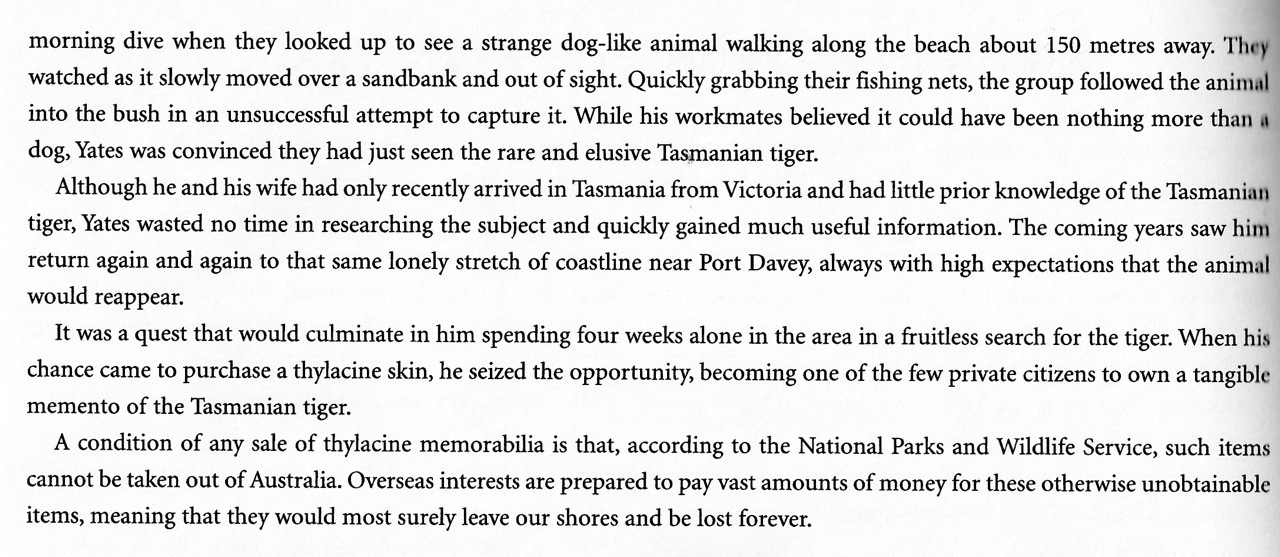 morning dive when they looked up to see a strange dog-like animal walking along the beach about 150 metres away. They
watched as it slowly moved over a sandbank and out of sight. Quickly grabbing their fishing nets, the group followed the animal
into the bush in an unsuccessful attempt to capture it. While his workmates believed it could have been nothing more than a
dog, Yates was convinced they had just seen the rare and elusive Tasmanian tiger.
Although he and his wife had only recently arrived in Tasmania from Victoria and had little prior knowledge of the Tasmanian
tiger, Yates wasted no time in researching the subject and quickly gained much useful information. The coming years saw him
return again and again to that same lonely stretch of coastline near Port Davey, always with high expectations that the animal
would reappear.
It was a quest that would culminate in him spending four weeks alone in the area in a fruitless search for the tiger. When his
chance came to purchase a thylacine skin, he seized the opportunity, becoming one of the few private citizens to own a tangible
memento of the Tasmanian tiger.
A condition of any sale of thylacine memorabilia is that, according to the National Parks and Wildlife Service, such items
cannot be taken out of Australia. Overseas interests are prepared to pay vast amounts of money for these otherwise unobtainable
items, meaning that they would most surely leave our shores and be lost forever.